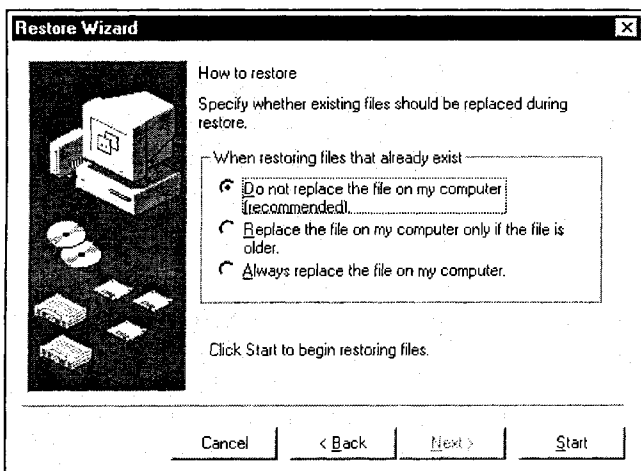 Restore Wizard
How to restore
Specify whether existing files should be replaced during
restore.
When restoring files that already exist
Do not replace the file on my computer
(recommended).
Replace the file on my computer only if the file is
older.
Always replace the file on my computer.
Click Start to begin restoring files.
Cancel
< Back
Next >
Start